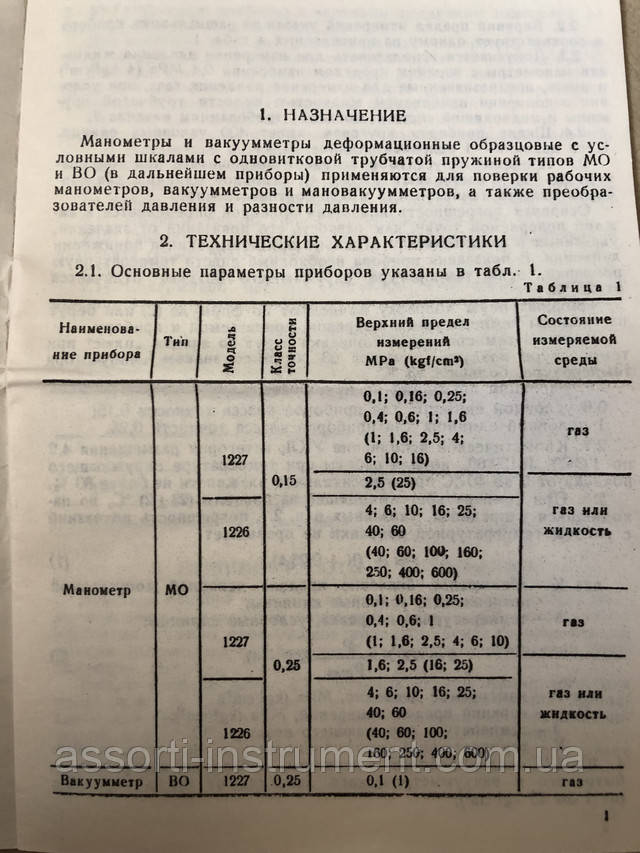 1. НАЗНАЧЕНИЕ
Манометры и вакуумметры деформационные образцовые с ус-
ловными шкалами с одновитковой трубчатой пружиной типов МО
и ВО (в дальнейшем приборы) применяются для поверки рабочих
манометров, вакуумметров и мановакуумметров, а также преобра-
зователей давления и разности давления.
2. ТЕХНИЧЕСКИЕ ХАРАКТЕРИСТИКИ
2.1. Основные параметры приборов указаны в табл. 1.
Таблица 1
Наименова-
ние прибора
Тип
Модель
Класс
точности
Верхний предел
измерений
MPa (kgf/cm²)
Состояние
измеряемой
среды
Манометр
МО
1227
0,15
0,1; 0,16; 0,25;
0,4; 0,6; 1; 1,6
(1; 1,6; 2,5; 4;
6; 10; 16)
газ
2,5 (25)
газ или
жидкость
1226
4; 6; 10; 16; 25;
40; 60
(40; 60; 100; 160;
250; 400; 600)
1227
0,25
0,1; 0,16; 0,25;
0,4; 0,6; 1
(1; 1,6; 2,5; 4; 6; 10)
газ
1,6; 2,5 (16; 25)
газ или
жидкость
1226
4; 6; 10; 16; 25;
40; 60
(40; 60; 100;
160; 250; 400; 600)
Вакуумметр ВО 1227 0,25 0,1 (1) газ
assorti-instrument.com.ua
1